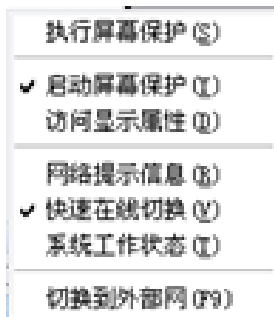 执行屏幕保护(S)
启动屏幕保护(Y)
访问显示属性(D)
网络提示信息(R)
快速在线切换(V)
系统工作状态(T)
切换到外部网(F9)